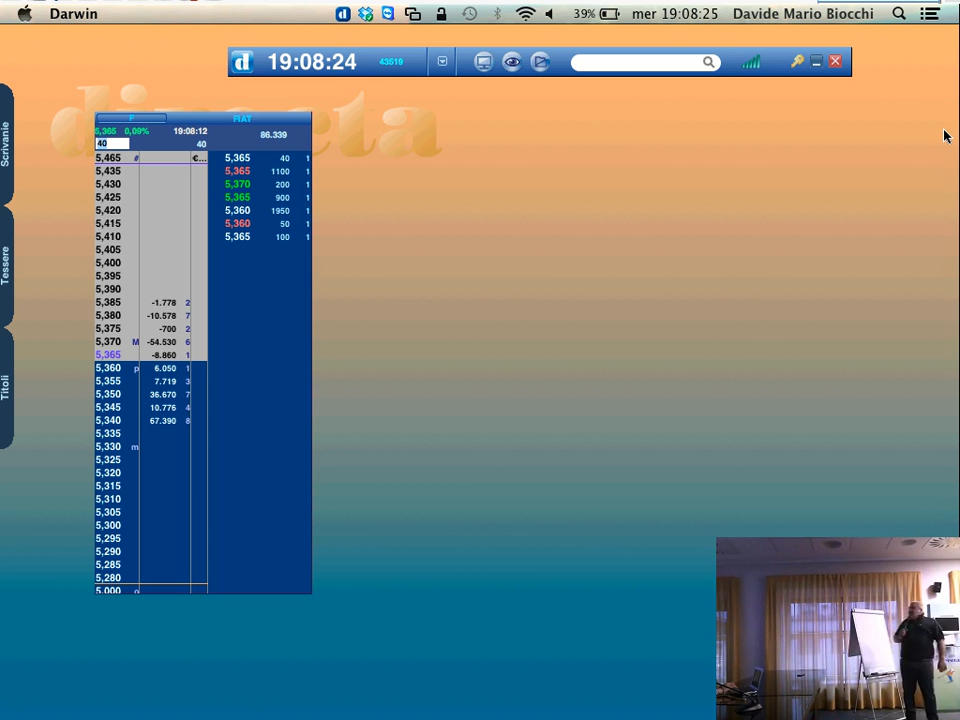 Darwin
39%
mer 19:08:25
Davide Mario Biocchi
d 19:08:24 43519
directa
Scrivanie
Tessere
Titoli
F FIAT
5,365 0,09% 19:08:12 86.339
40 40
5,465 # €... 5,365 40 1
5,435 5,365 1100 1
5,430 5,370 200 1
5,425 5,365 900 1
5,420 5,360 1950 1
5,415 5,360 50 1
5,410 5,365 100 1
5,405
5,400
5,395
5,390
5,385 -1.778 2
5,380 -10.578 7
5,375 -700 2
5,370 M -54.530 6
5,365 -8.860 1
5,360 p 6.050 1
5,355 7.719 3
5,350 36.670 7
5,345 10.776 4
5,340 67.390 8
5,335
5,330 m
5,325
5,320
5,315
5,310
5,305
5,300
5,295
5,290
5,285
5,280
5,000